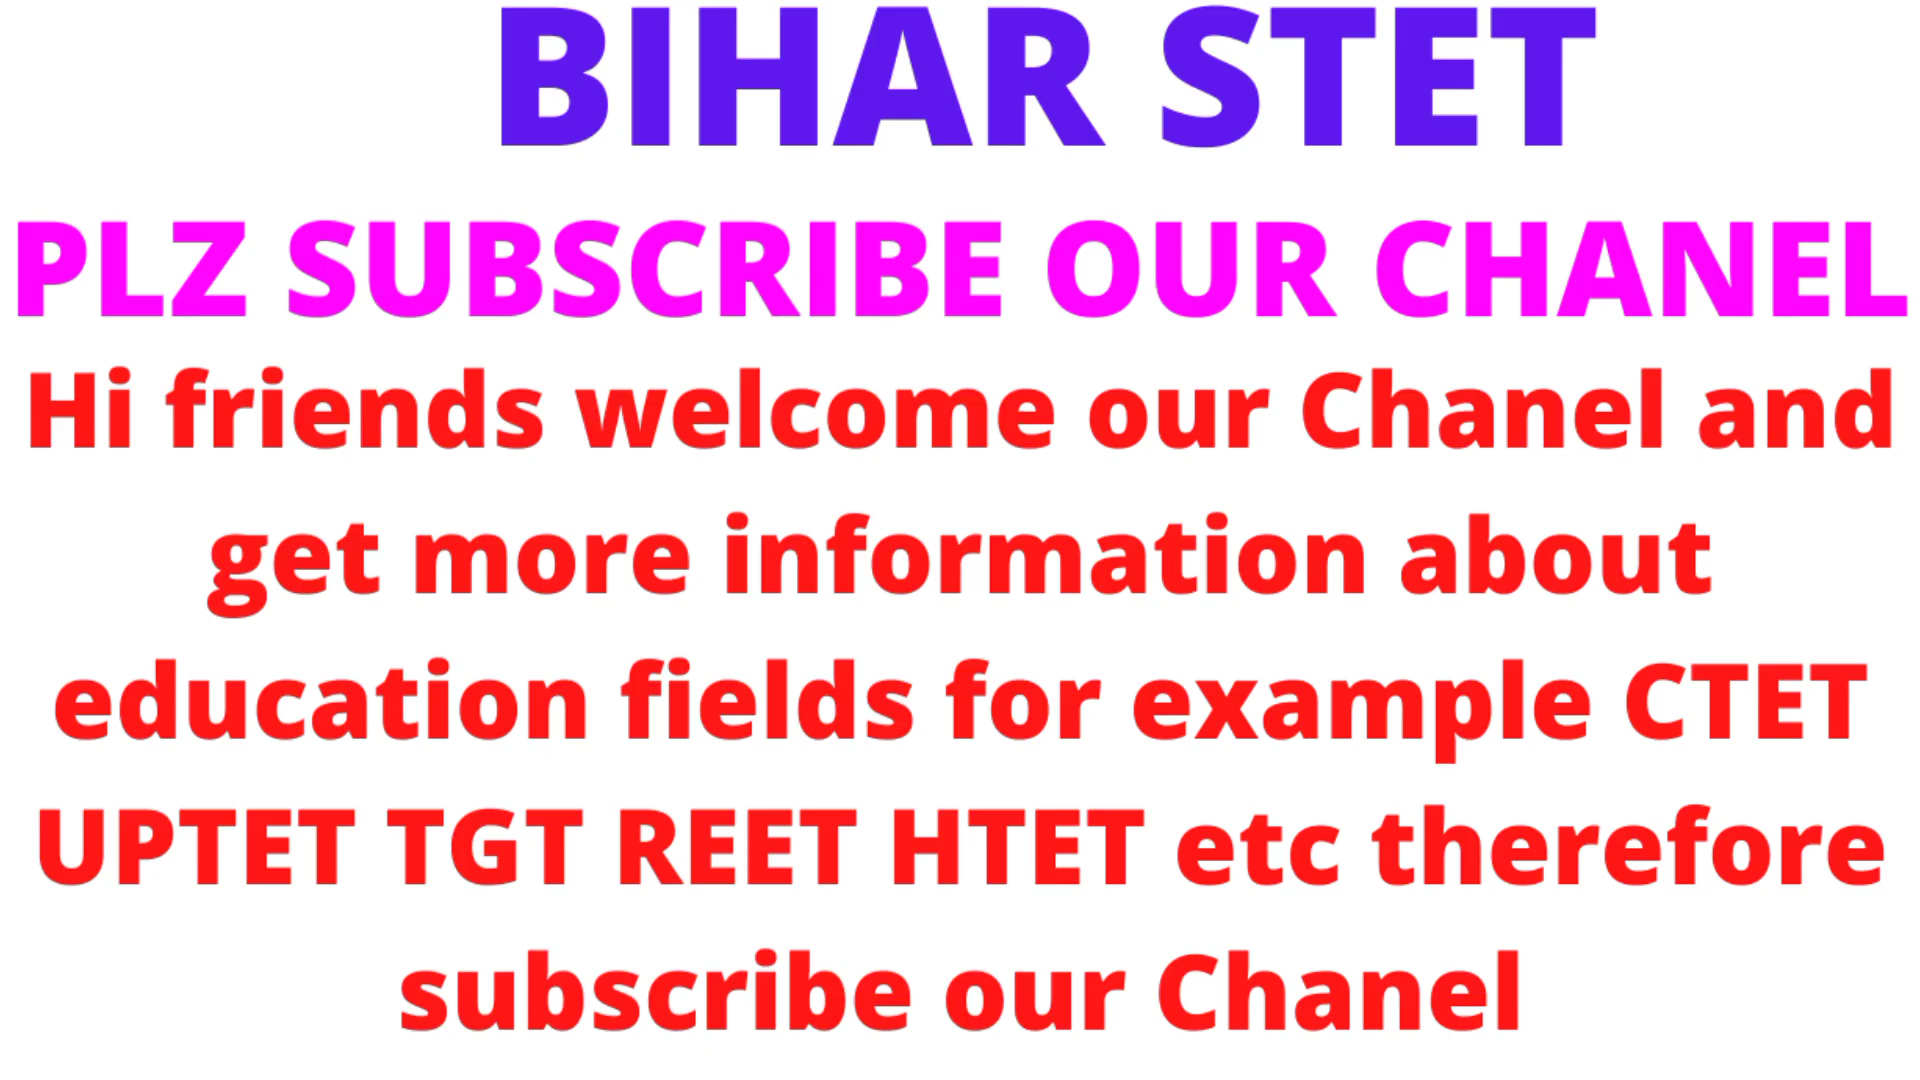 BIHAR STET
PLZ SUBSCRIBE OUR CHANEL
Hi friends welcome our Chanel and
get more information about
education fields for example CTET
UPTET TGT REET HTET etc therefore
subscribe our Chanel